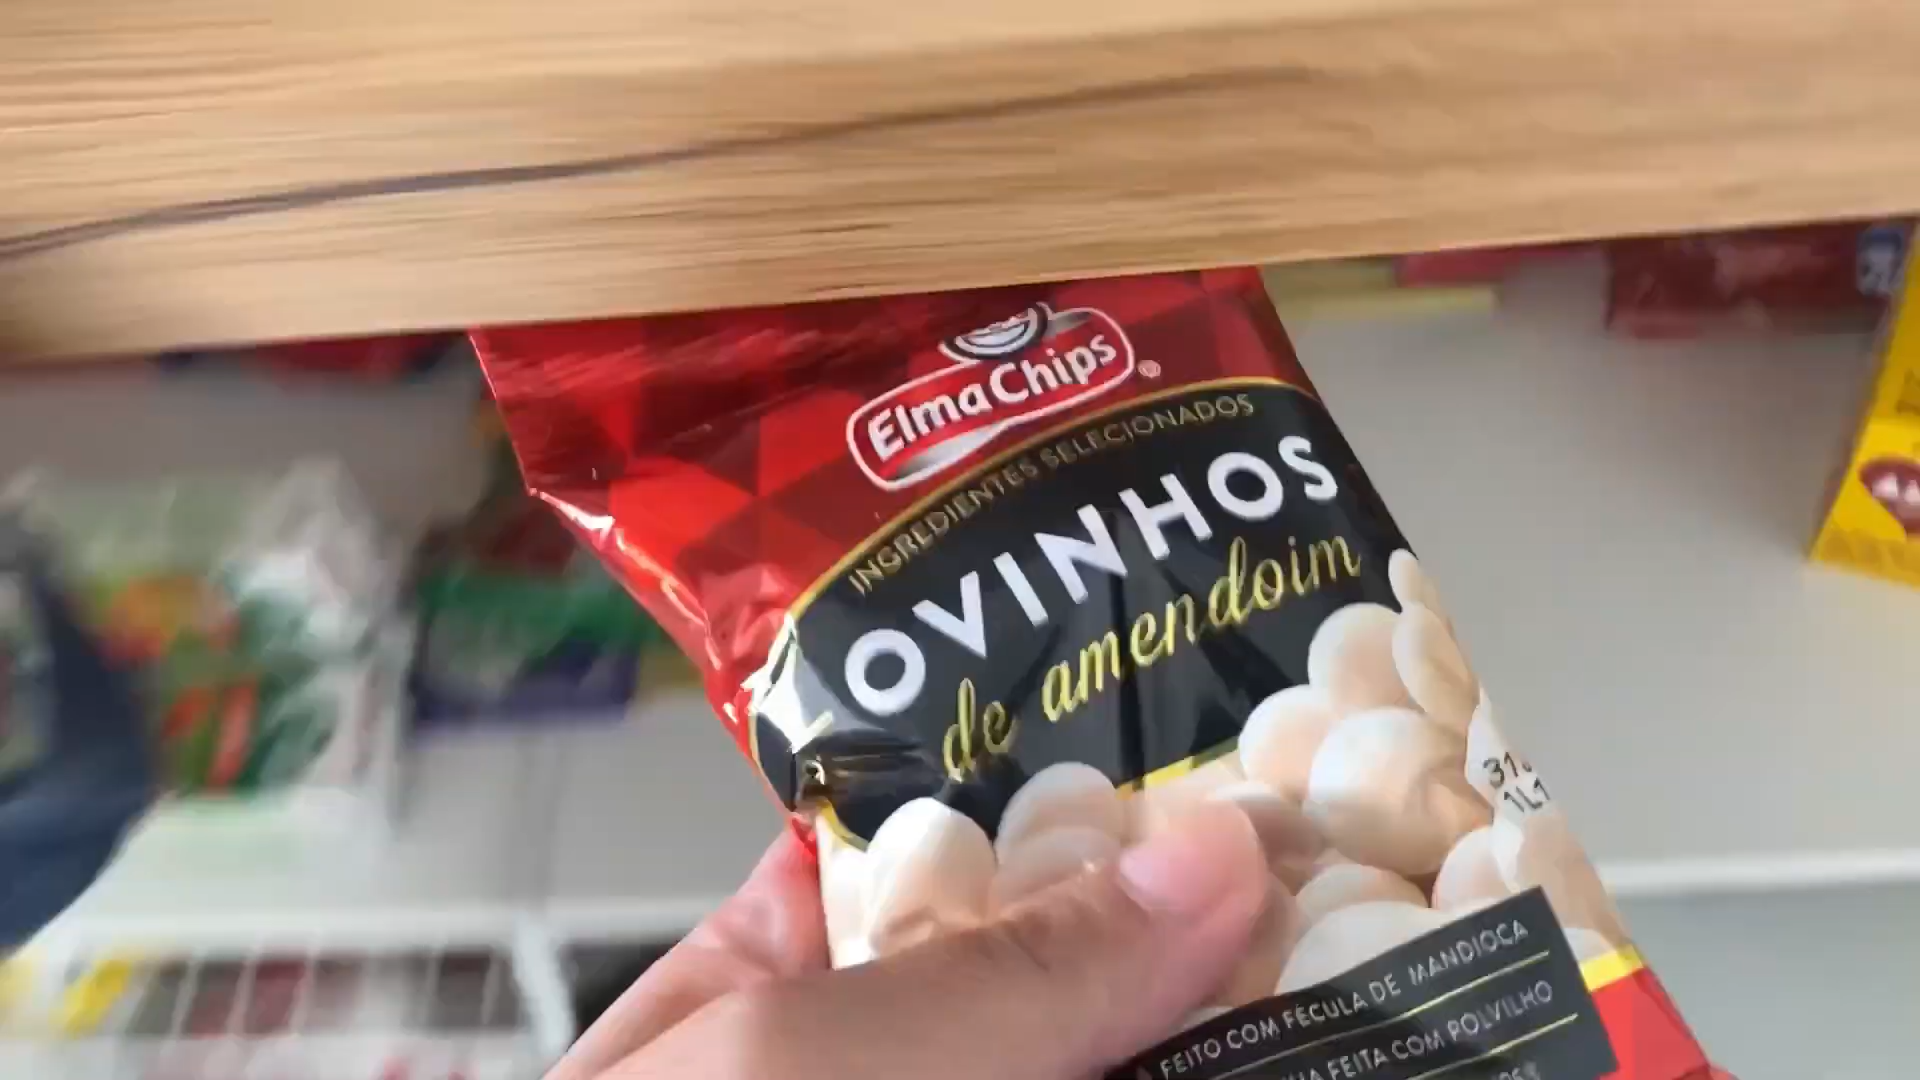 ElmaChips®
INGREDIENTES SELECIONADOS
OVINHOS
de amendoim
FEITO COM FÉCULA DE MANDIOCA
FEITA COM POLVILHO